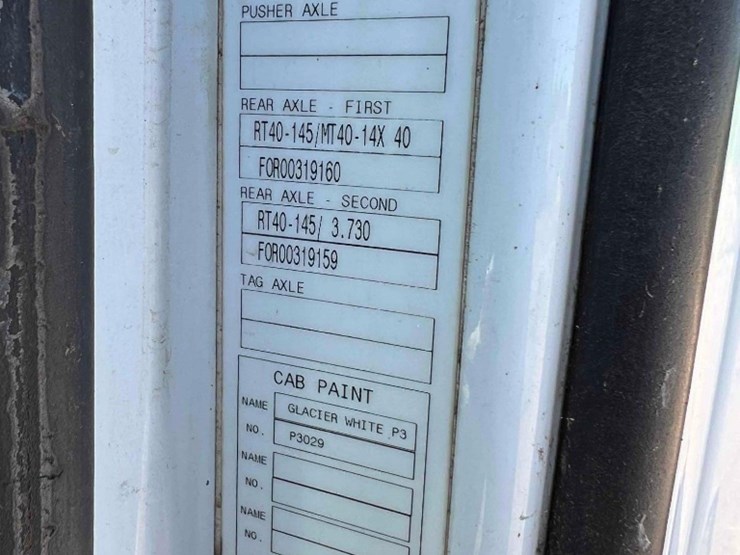 PUSHER AXLE
REAR AXLE - FIRST
RT40-145/MT40-14X 40
FOR00319160
REAR AXLE - SECOND
RT40-145/ 3.730
FOR00319159
TAG AXLE
CAB PAINT
NAME GLACIER WHITE P3
NO. P3029
NAME
NO.
NAME
NO.